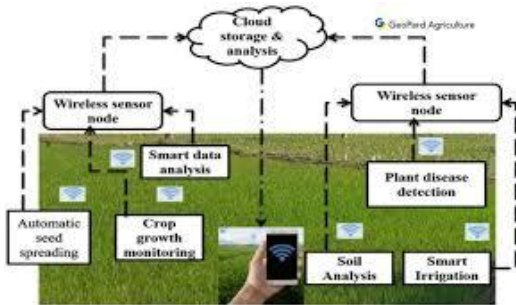 Cloud
storage &
analysis
GeoPard Agriculture
Wireless sensor
node
Wireless sensor
node
Smart data
analysis
Plant disease
detection
Automatic
seed
spreading
Crop
growth
monitoring
Soil
Analysis
Smart
Irrigation